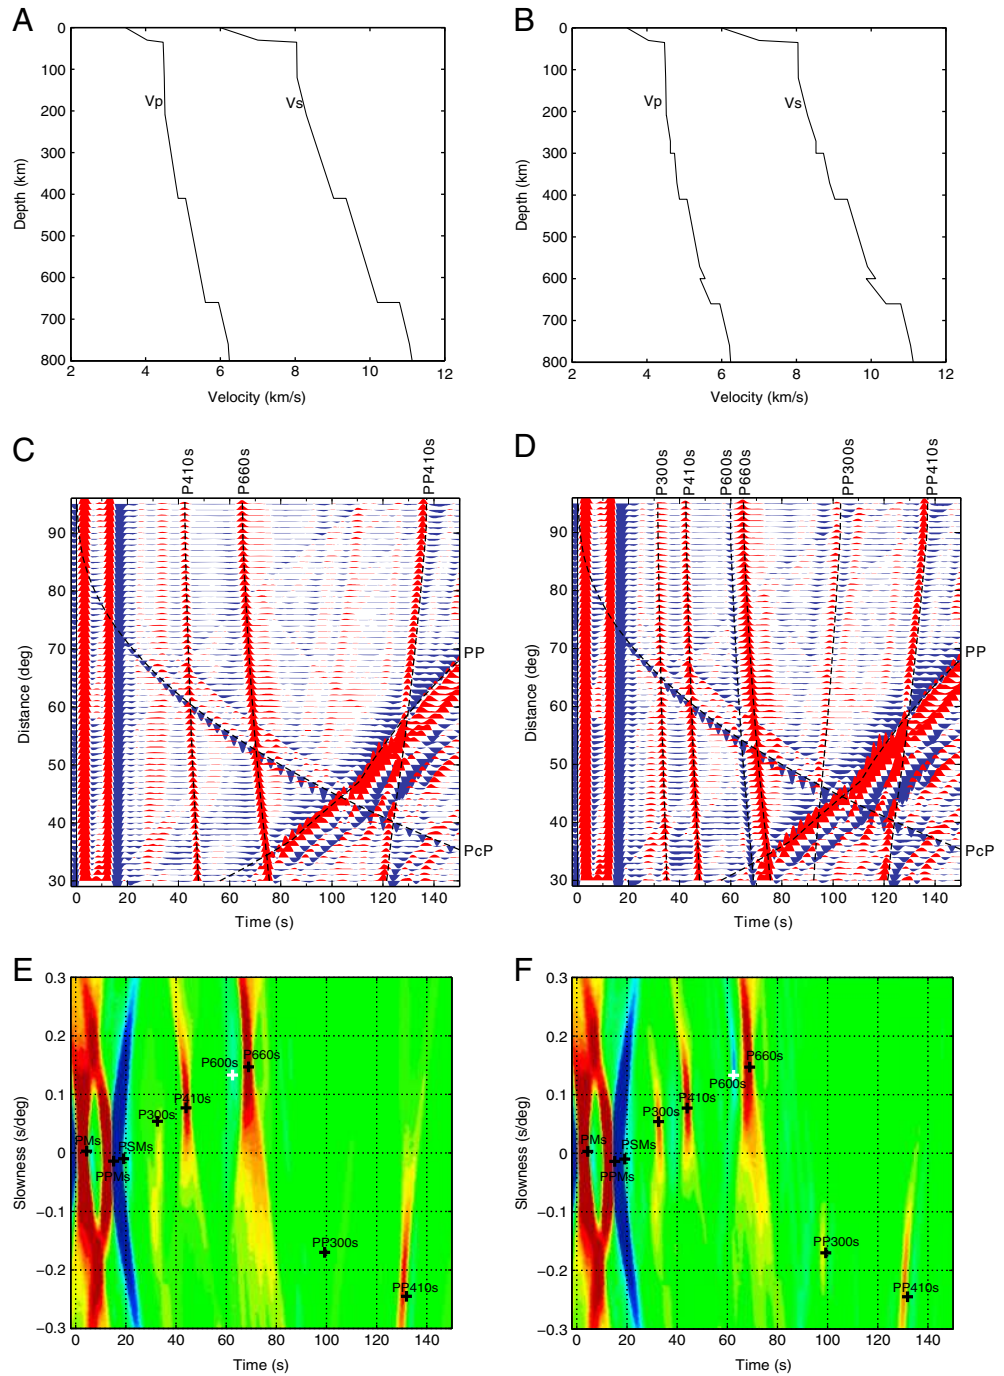 A
0
100
200
300
400
500
600
700
800
Depth (km)
Vp
Vs
2
4
6
8
10
12
Velocity (km/s)
B
0
100
200
300
400
500
600
700
800
Depth (km)
Vp
Vs
2
4
6
8
10
12
Velocity (km/s)
C
P410s
P660s
PP410s
90
80
70
60
50
40
30
Distance (deg)
PP
PcP
0
20
40
60
80
100
120
140
Time (s)
D
P300s
P410s
P600s
P660s
PP300s
PP410s
90
80
70
60
50
40
30
Distance (deg)
PP
PcP
0
20
40
60
80
100
120
140
Time (s)
E
0.3
0.2
0.1
0
−0.1
−0.2
−0.3
Slowness (s/deg)
P600s
P660s
P410s
P300s
PMs
PSMs
PPMs
PP300s
PP410s
0
20
40
60
80
100
120
140
Time (s)
F
0.3
0.2
0.1
0
−0.1
−0.2
−0.3
Slowness (s/deg)
P660s
P600s
P410s
P300s
PMs
PSMs
PPMs
PP300s
PP410s
0
20
40
60
80
100
120
140
Time (s)